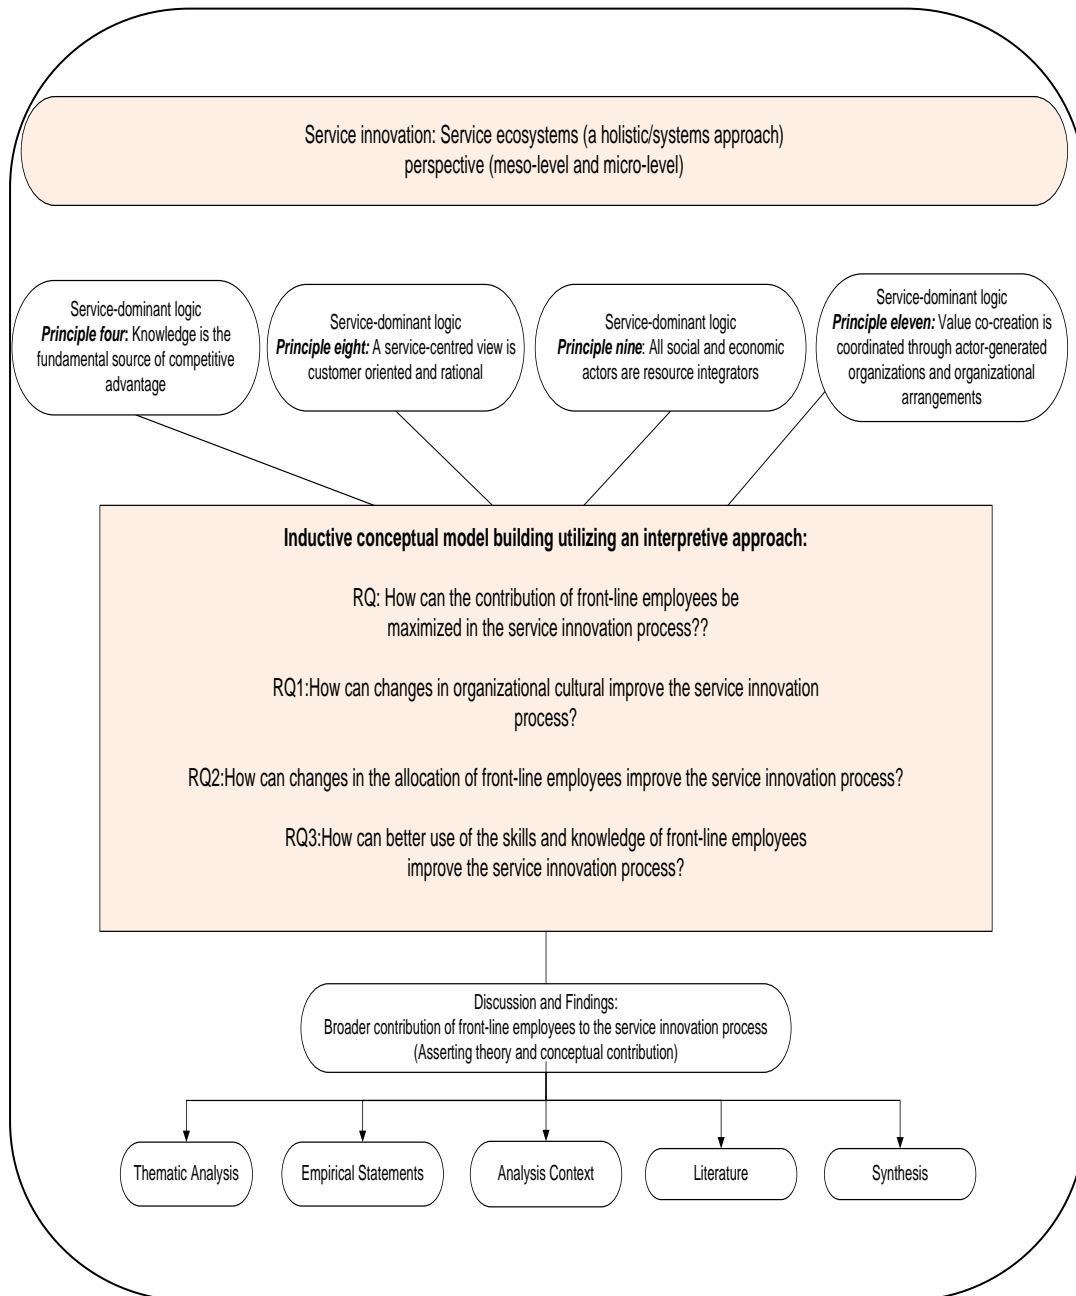 Service innovation: Service ecosystems (a holistic/systems approach)
perspective (meso-level and micro-level)
Service-dominant logic
Principle four: Knowledge is the
fundamental source of competitive
advantage
Service-dominant logic
Principle eight: A service-centred view is
customer oriented and rational
Service-dominant logic
Principle nine: All social and economic
actors are resource integrators
Service-dominant logic
Principle eleven: Value co-creation is
coordinated through actor-generated
organizations and organizational
arrangements
Inductive conceptual model building utilizing an interpretive approach:
RQ: How can the contribution of front-line employees be
maximized in the service innovation process??
RQ1:How can changes in organizational cultural improve the service innovation
process?
RQ2:How can changes in the allocation of front-line employees improve the service innovation process?
RQ3:How can better use of the skills and knowledge of front-line employees
improve the service innovation process?
Discussion and Findings:
Broader contribution of front-line employees to the service innovation process
(Asserting theory and conceptual contribution)
Thematic Analysis
Empirical Statements
Analysis Context
Literature
Synthesis